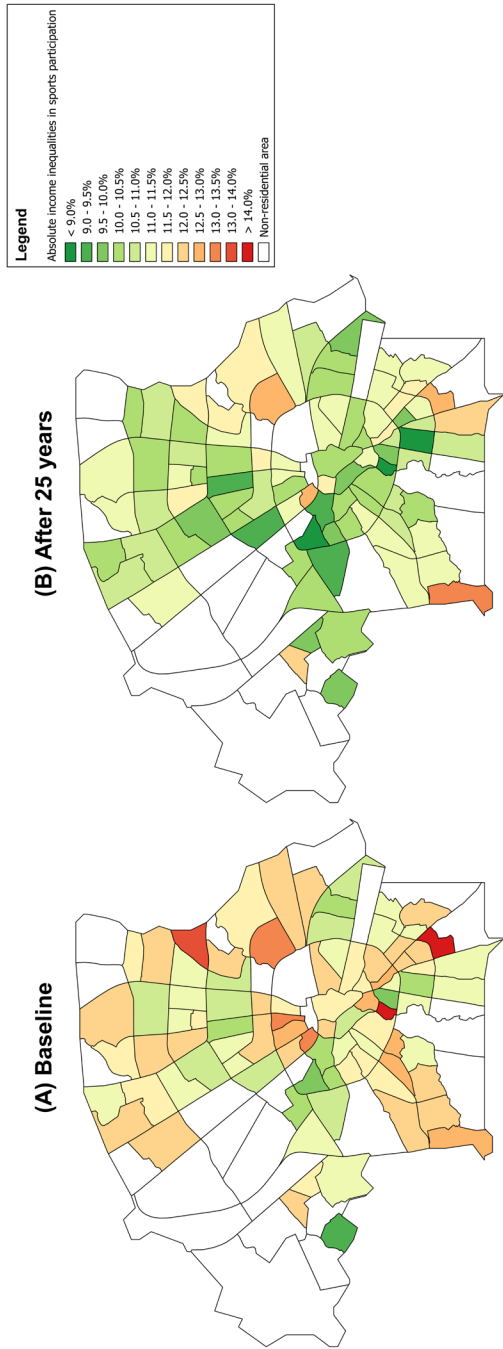 (A) Baseline
(B) After 25 years
Legend
Absolute income inequalities in sports participation
< 9.0%
9.0 - 9.5%
9.5 - 10.0%
10.0 - 10.5%
10.5 - 11.0%
11.0 - 11.5%
11.5 - 12.0%
12.0 - 12.5%
12.5 - 13.0%
13.0 - 13.5%
13.0 - 14.0%
> 14.0%
Non-residential area